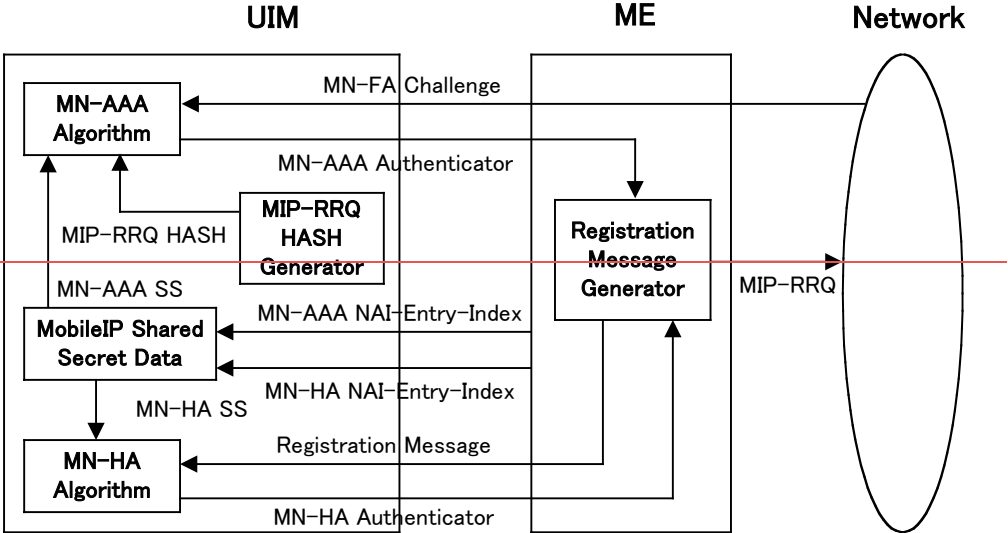 UIM
ME
Network
MN-FA Challenge
MN-AAA
Algorithm
MN-AAA Authenticator
MIP-RRQ
HASH
Generator
MIP-RRQ HASH
Registration
Message
Generator
MIP-RRQ
MN-AAA SS
MN-AAA NAI-Entry-Index
MobileIP Shared
Secret Data
MN-HA NAI-Entry-Index
MN-HA SS
Registration Message
MN-HA
Algorithm
MN-HA Authenticator